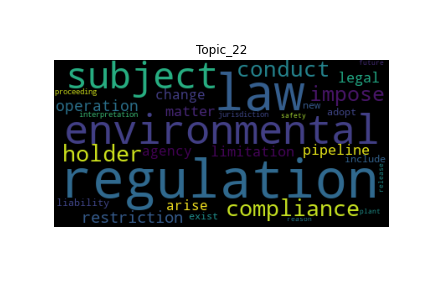 Topic_22
future
subject law conduct legal
proceeding impose
operation change matter new adopt
interpretation jurisdiction safety
environmental
holder agency limitation pipeline
include
regulation release
liability arise compliance plant
restriction exist reason